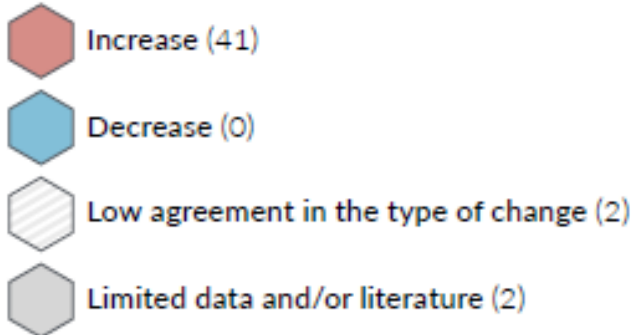 Increase (41)
Decrease (0)
Low agreement in the type of change (2)
Limited data and/or literature (2)